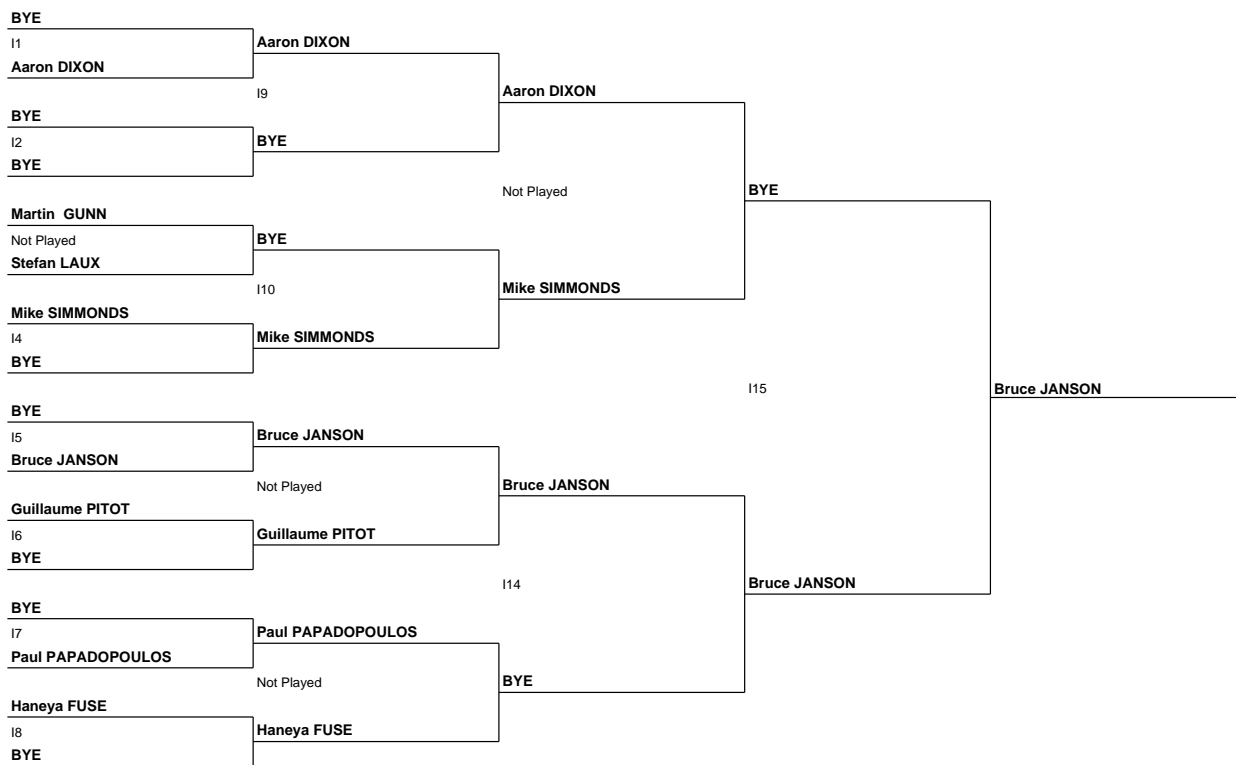 BYE
I1
Aaron DIXON
BYE
I2
BYE
Martin  GUNN
Not Played
Stefan LAUX
Mike SIMMONDS
I4
BYE
BYE
I5
Bruce JANSON
Guillaume PITOT
I6
BYE
BYE
I7
Paul PAPADOPOULOS
Haneya FUSE
I8
BYE
Aaron DIXON
I9
BYE
BYE
I10
Mike SIMMONDS
Bruce JANSON
Not Played
Guillaume PITOT
Paul PAPADOPOULOS
Not Played
Haneya FUSE
Aaron DIXON
Not Played
Mike SIMMONDS
Bruce JANSON
I14
BYE
BYE
I15
Bruce JANSON
Bruce JANSON